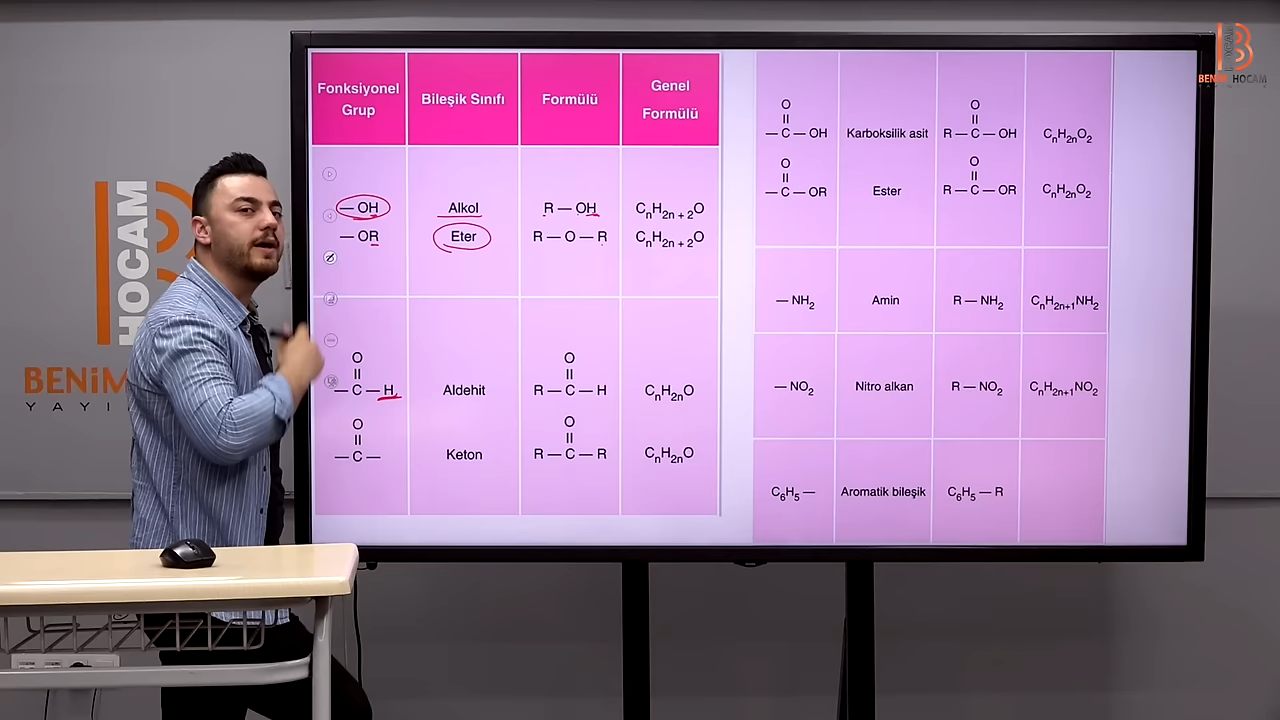 Fonksiyonel
Grup
Bileşik Sınıfı
Formülü
Genel
Formülü
— OH
Alkol
R — OH
CₙH₂ₙ₊₂O
— OR
Eter
R — O — R
CₙH₂ₙ₊₂O
O
||
— C — H
Aldehit
O
||
R — C — H
CₙH₂ₙO
O
||
— C —
Keton
O
||
R — C — R
CₙH₂ₙO
O
||
— C — OH
Karboksilik asit
O
||
R — C — OH
CₙH₂ₙO₂
O
||
— C — OR
Ester
O
||
R — C — OR
CₙH₂ₙO₂
— NH₂
Amin
R — NH₂
CₙH₂ₙ₊₁NH₂
— NO₂
Nitro alkan
R — NO₂
CₙH₂ₙ₊₁NO₂
C₆H₅ —
Aromatik bileşik
C₆H₅ — R
HOCAM
BENİM
YAYI
HOCAM
BENİM HOCAM